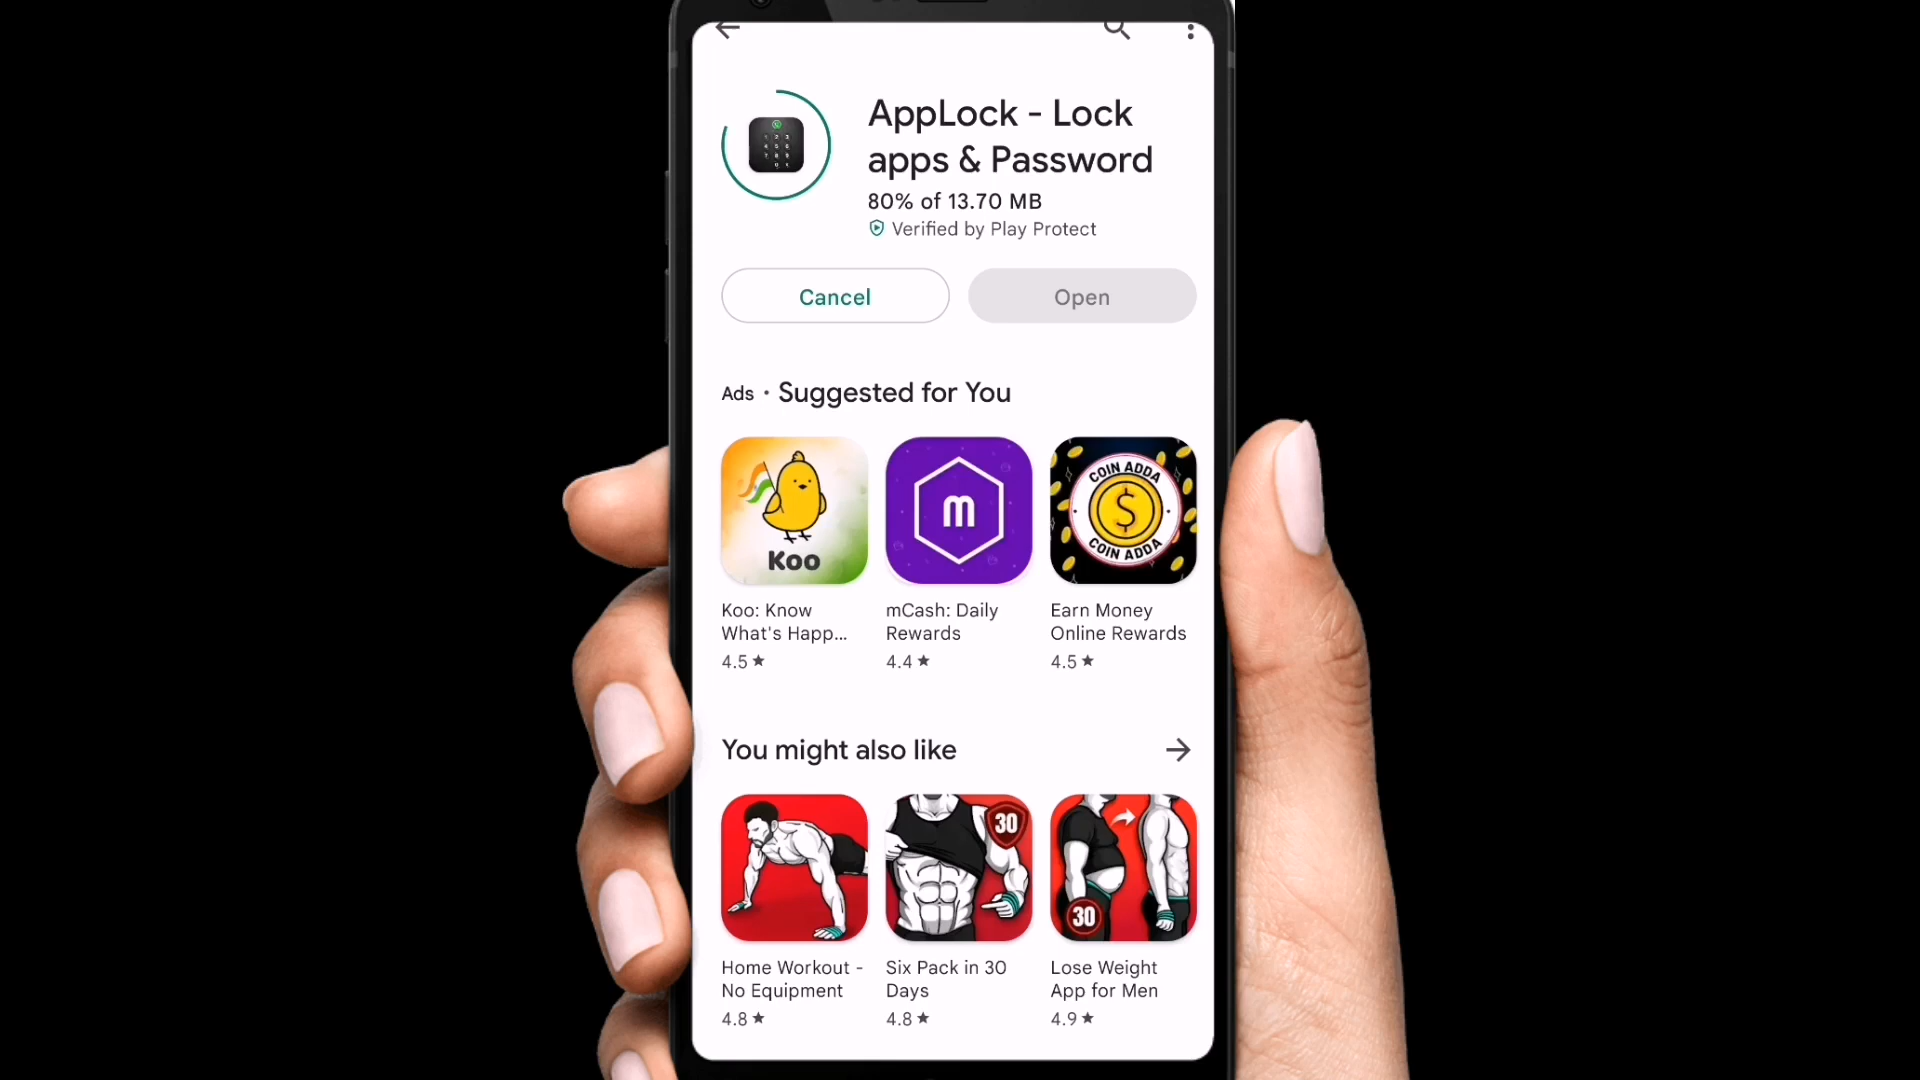 AppLock - Lock
apps & Password
80% of 13.70 MB
Verified by Play Protect
Cancel
Open
Ads • Suggested for You
Koo
m
COIN ADDA
$
COIN ADDA
Koo: Know
What's Happ...
4.5 ★
mCash: Daily
Rewards
4.4 ★
Earn Money
Online Rewards
4.5 ★
You might also like
30
30
Home Workout -
No Equipment
4.8 ★
Six Pack in 30
Days
4.8 ★
Lose Weight
App for Men
4.9 ★